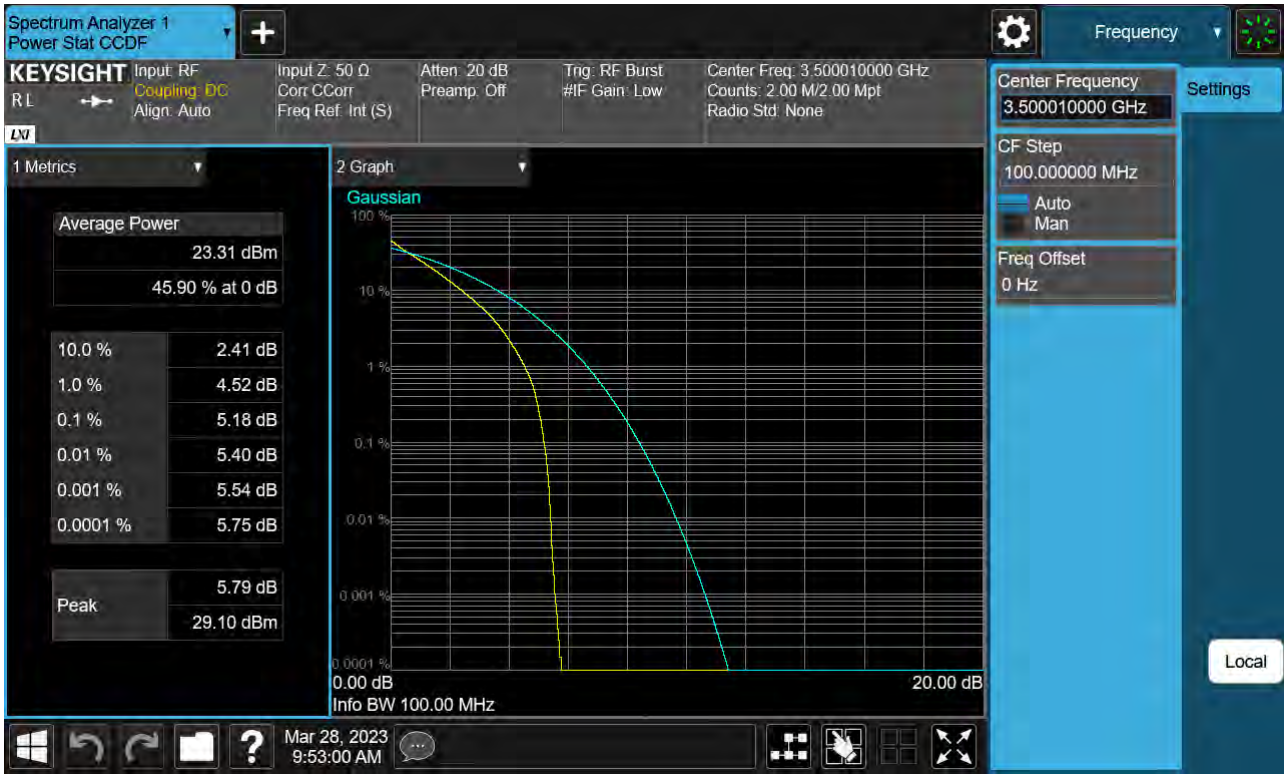 Spectrum Analyzer 1
Power Stat CCDF
+
Frequency
KEYSIGHT
RL
LXI
Input: RF
Coupling: DC
Align: Auto
Input Z: 50 Ω
Corr CCorr
Freq Ref: Int (S)
Atten: 20 dB
Preamp: Off
Trig: RF Burst
#IF Gain: Low
Center Freq: 3.500010000 GHz
Counts: 2.00 M/2.00 Mpt
Radio Std: None
Center Frequency
3.500010000 GHz
Settings
CF Step
100.000000 MHz
Auto
Man
Freq Offset
0 Hz
1 Metrics
Average Power
23.31 dBm
45.90 % at 0 dB
10.0 % 2.41 dB
1.0 % 4.52 dB
0.1 % 5.18 dB
0.01 % 5.40 dB
0.001 % 5.54 dB
0.0001 % 5.75 dB
Peak
5.79 dB
29.10 dBm
2 Graph
Gaussian
100 %
10 %
1 %
0.1 %
0.01 %
0.001 %
0.0001 %
0.00 dB
20.00 dB
Info BW 100.00 MHz
Local
?
Mar 28, 2023
9:53:00 AM